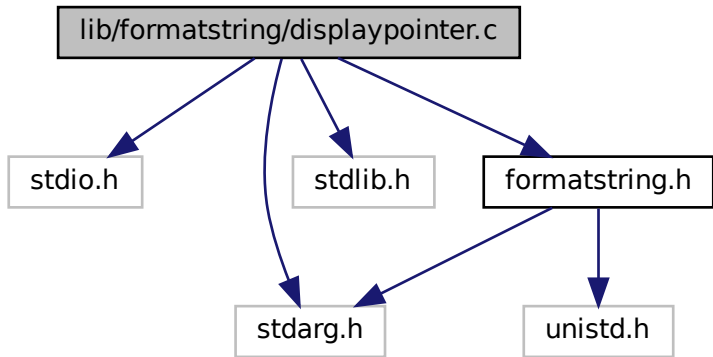 lib/formatstring/displaypointer.c
stdio.h
stdlib.h
formatstring.h
stdarg.h
unistd.h